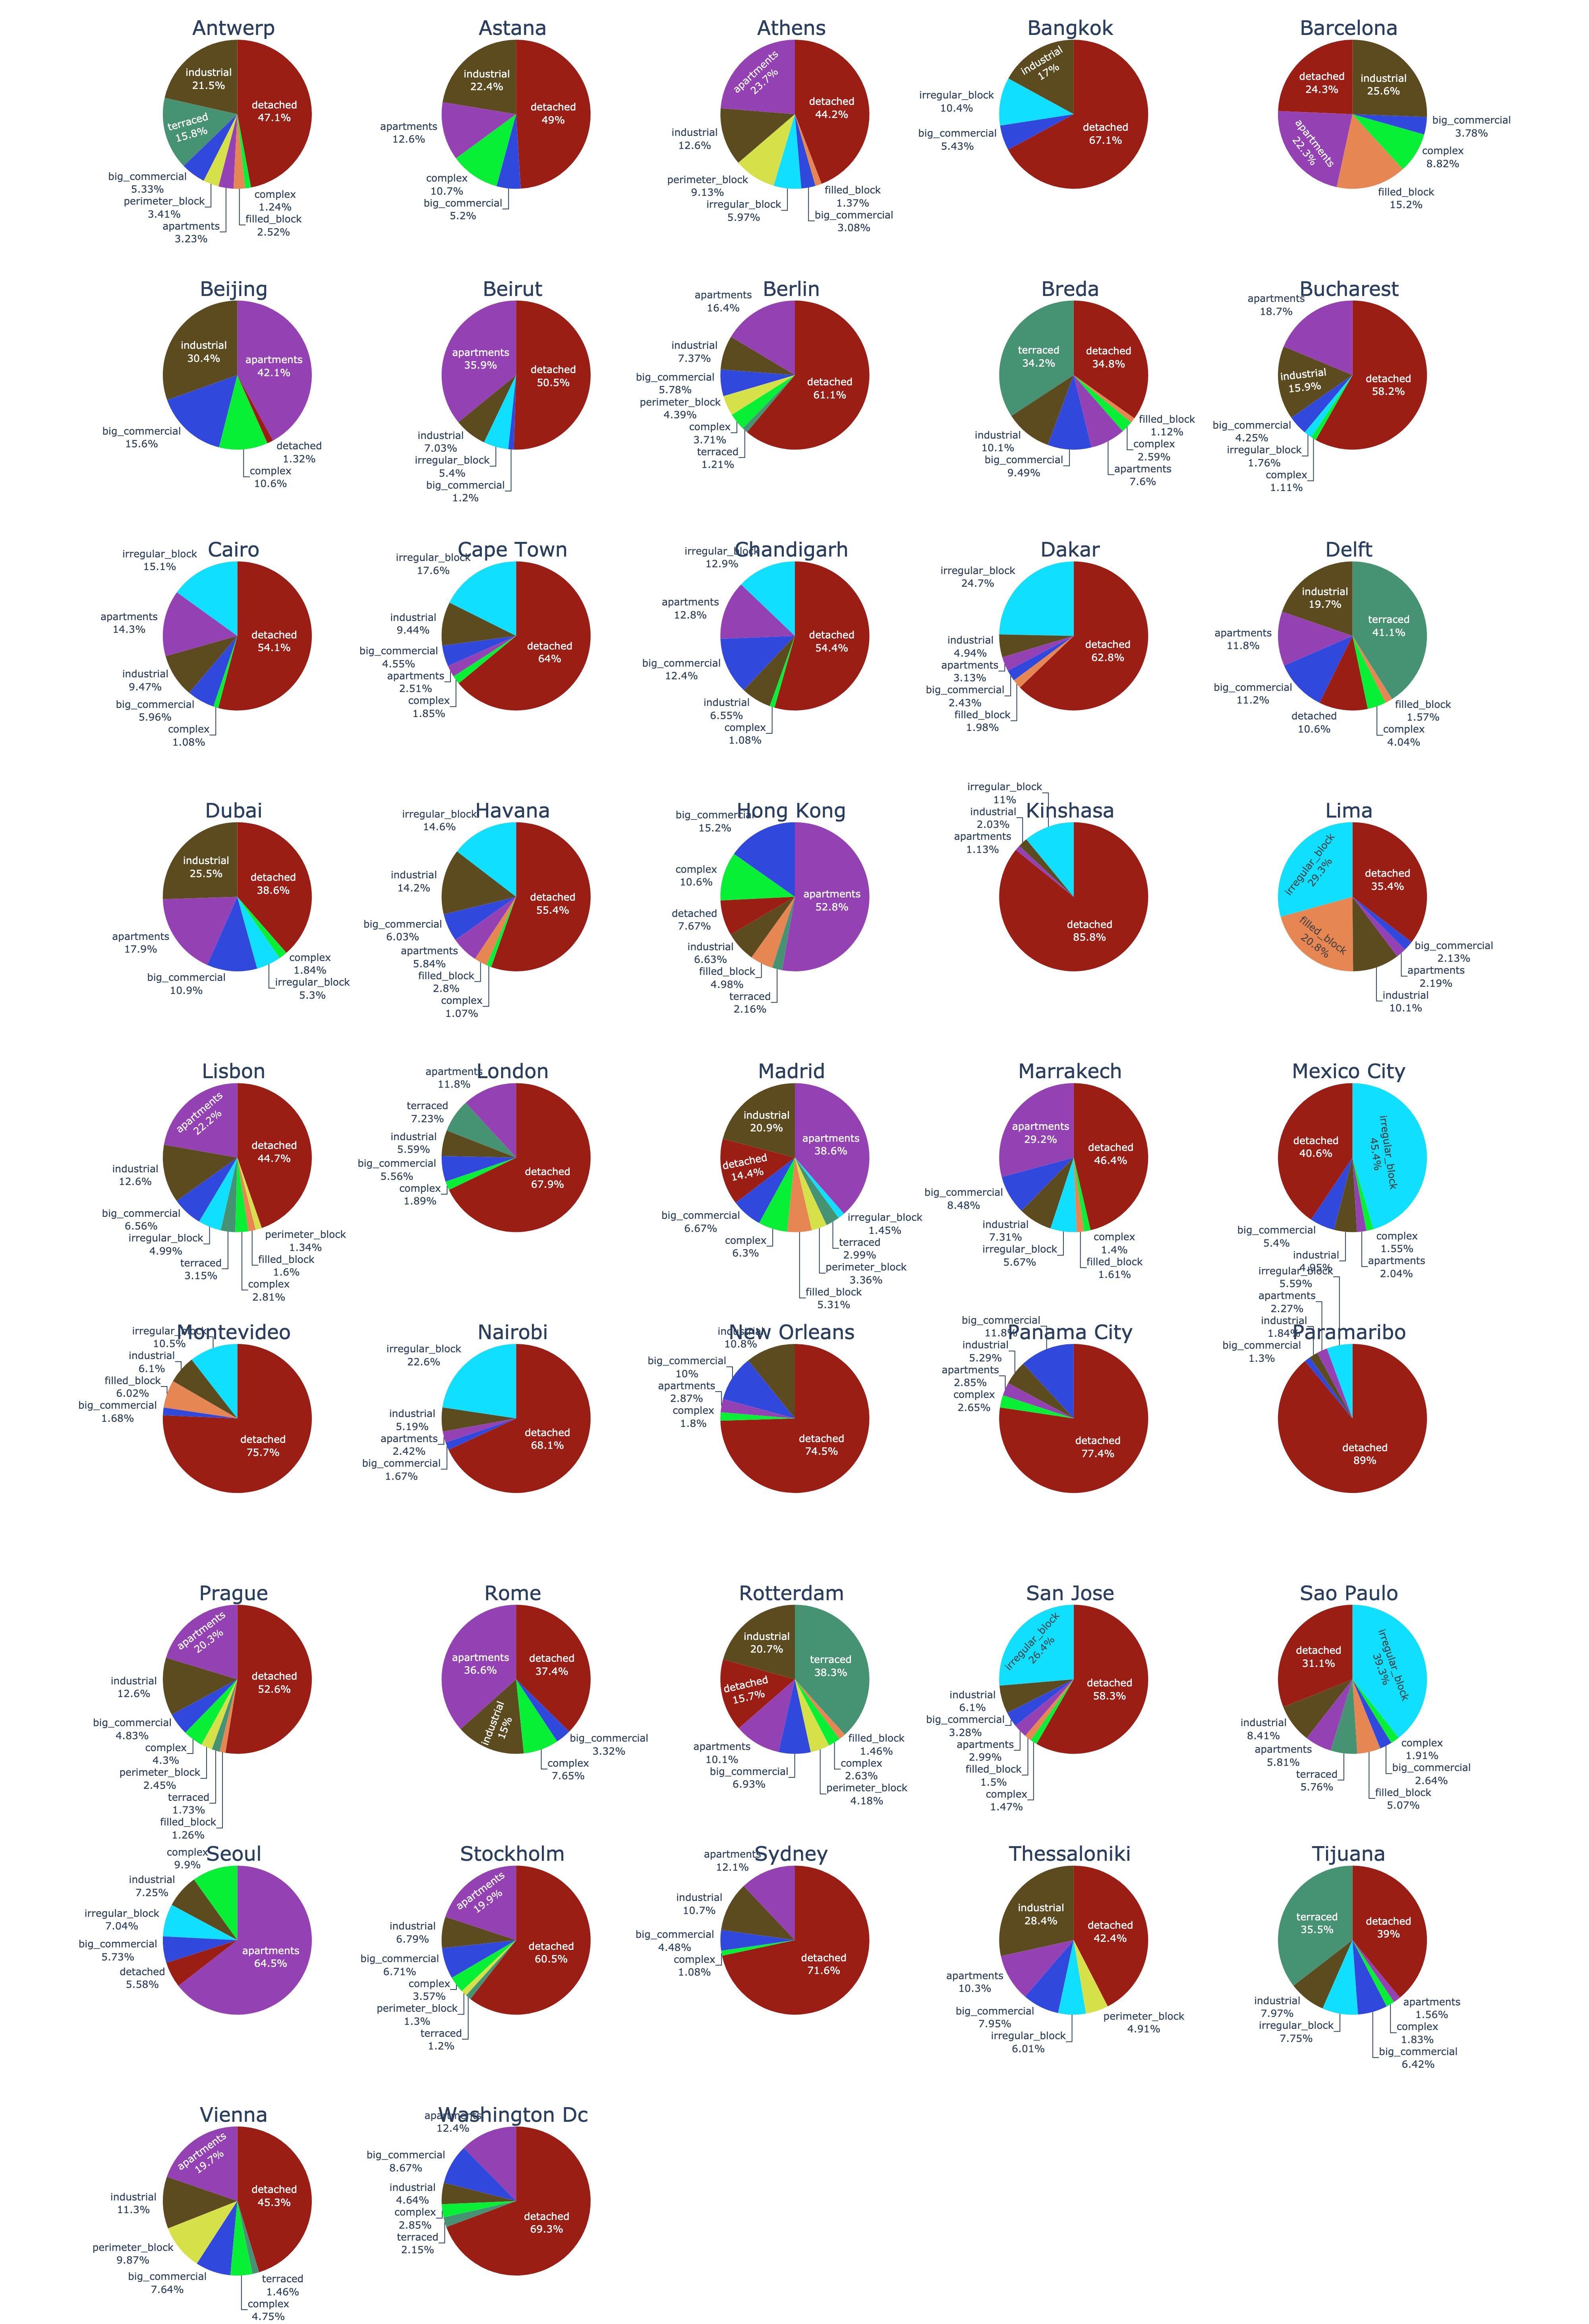 Antwerp
industrial
21.5%
detached
47.1%
terraced
15.8%
big_commercial
5.33%
perimeter_block
3.41%
apartments
3.23%
complex
1.24%
filled_block
2.52%
Astana
industrial
22.4%
detached
49%
apartments
12.6%
complex
10.7%
big_commercial
5.2%
Athens
apartments
23.7%
detached
44.2%
industrial
12.6%
perimeter_block
9.13%
irregular_block
5.97%
filled_block
1.37%
big_commercial
3.08%
Bangkok
industrial
17%
irregular_block
10.4%
big_commercial
5.43%
detached
67.1%
Barcelona
detached
24.3%
industrial
25.6%
apartments
22.3%
big_commercial
3.78%
complex
8.82%
filled_block
15.2%
Beijing
industrial
30.4%
apartments
42.1%
big_commercial
15.6%
detached
1.32%
complex
10.6%
Beirut
apartments
35.9%
detached
50.5%
industrial
7.03%
irregular_block
5.4%
big_commercial
1.2%
Berlin
apartments
16.4%
industrial
7.37%
big_commercial
5.78%
perimeter_block
4.39%
complex
3.71%
terraced
1.21%
detached
61.1%
Breda
terraced
34.2%
detached
34.8%
industrial
10.1%
big_commercial
9.49%
filled_block
1.12%
complex
2.59%
apartments
7.6%
Bucharest
apartments
18.7%
industrial
15.9%
detached
58.2%
big_commercial
4.25%
irregular_block
1.76%
complex
1.11%
Cairo
irregular_block
15.1%
apartments
14.3%
detached
54.1%
industrial
9.47%
big_commercial
5.96%
complex
1.08%
Cape Town
irregular_block
17.6%
industrial
9.44%
detached
64%
big_commercial
4.55%
apartments
2.51%
complex
1.85%
Chandigarh
irregular_block
12.9%
apartments
12.8%
detached
54.4%
big_commercial
12.4%
industrial
6.55%
complex
1.08%
Dakar
irregular_block
24.7%
industrial
4.94%
detached
62.8%
apartments
3.13%
big_commercial
2.43%
filled_block
1.98%
Delft
industrial
19.7%
terraced
41.1%
apartments
11.8%
big_commercial
11.2%
detached
10.6%
filled_block
1.57%
complex
4.04%
Dubai
industrial
25.5%
detached
38.6%
apartments
17.9%
big_commercial
10.9%
complex
1.84%
irregular_block
5.3%
Havana
irregular_block
14.6%
industrial
14.2%
detached
55.4%
big_commercial
6.03%
apartments
5.84%
filled_block
2.8%
complex
1.07%
Hong Kong
big_commercial
15.2%
complex
10.6%
apartments
52.8%
detached
7.67%
industrial
6.63%
filled_block
4.98%
terraced
2.16%
Kinshasa
irregular_block
11%
industrial
2.03%
apartments
1.13%
detached
85.8%
Lima
irregular_block
29.3%
detached
35.4%
filled_block
20.8%
big_commercial
2.13%
apartments
2.19%
industrial
10.1%
Lisbon
apartments
22.2%
detached
44.7%
industrial
12.6%
big_commercial
6.56%
irregular_block
4.99%
terraced
3.15%
perimeter_block
1.34%
filled_block
1.6%
complex
2.81%
London
apartments
11.8%
terraced
7.23%
industrial
5.59%
big_commercial
5.56%
complex
1.89%
detached
67.9%
Madrid
industrial
20.9%
apartments
38.6%
detached
14.4%
big_commercial
6.67%
complex
6.3%
irregular_block
1.45%
terraced
2.99%
perimeter_block
3.36%
filled_block
5.31%
Marrakech
apartments
29.2%
detached
46.4%
big_commercial
8.48%
industrial
7.31%
irregular_block
5.67%
complex
1.4%
filled_block
1.61%
Mexico City
detached
40.6%
irregular_block
45.4%
big_commercial
5.4%
industrial
4.95%
complex
1.55%
apartments
2.04%
Montevideo
irregular_block
10.5%
industrial
6.1%
filled_block
6.02%
big_commercial
1.68%
detached
75.7%
Nairobi
irregular_block
22.6%
industrial
5.19%
apartments
2.42%
big_commercial
1.67%
detached
68.1%
New Orleans
industrial
10.8%
big_commercial
10%
apartments
2.87%
complex
1.8%
detached
74.5%
Panama City
big_commercial
11.8%
industrial
5.29%
apartments
2.85%
complex
2.65%
detached
77.4%
Paramaribo
irregular_block
5.59%
apartments
2.27%
industrial
1.84%
big_commercial
1.3%
detached
89%
Prague
apartments
20.3%
detached
52.6%
industrial
12.6%
big_commercial
4.83%
complex
4.3%
perimeter_block
2.45%
terraced
1.73%
filled_block
1.26%
Rome
apartments
36.6%
detached
37.4%
industrial
15%
big_commercial
3.32%
complex
7.65%
Rotterdam
industrial
20.7%
terraced
38.3%
detached
15.7%
apartments
10.1%
big_commercial
6.93%
filled_block
1.46%
complex
2.63%
perimeter_block
4.18%
San Jose
irregular_block
26.4%
detached
58.3%
industrial
6.1%
big_commercial
3.28%
apartments
2.99%
filled_block
1.5%
complex
1.47%
Sao Paulo
detached
31.1%
irregular_block
39.3%
industrial
8.41%
apartments
5.81%
terraced
5.76%
complex
1.91%
big_commercial
2.64%
filled_block
5.07%
Seoul
complex
9.9%
industrial
7.25%
irregular_block
7.04%
big_commercial
5.73%
detached
5.58%
apartments
64.5%
Stockholm
apartments
19.9%
detached
60.5%
industrial
6.79%
big_commercial
6.71%
complex
3.57%
perimeter_block
1.3%
terraced
1.2%
Sydney
apartments
12.1%
industrial
10.7%
big_commercial
4.48%
complex
1.08%
detached
71.6%
Thessaloniki
industrial
28.4%
detached
42.4%
apartments
10.3%
big_commercial
7.95%
irregular_block
6.01%
perimeter_block
4.91%
Tijuana
terraced
35.5%
detached
39%
industrial
7.97%
irregular_block
7.75%
apartments
1.56%
complex
1.83%
big_commercial
6.42%
Vienna
apartments
19.7%
detached
45.3%
industrial
11.3%
perimeter_block
9.87%
big_commercial
7.64%
terraced
1.46%
complex
4.75%
Washington Dc
apartments
12.4%
big_commercial
8.67%
industrial
4.64%
complex
2.85%
terraced
2.15%
detached
69.3%